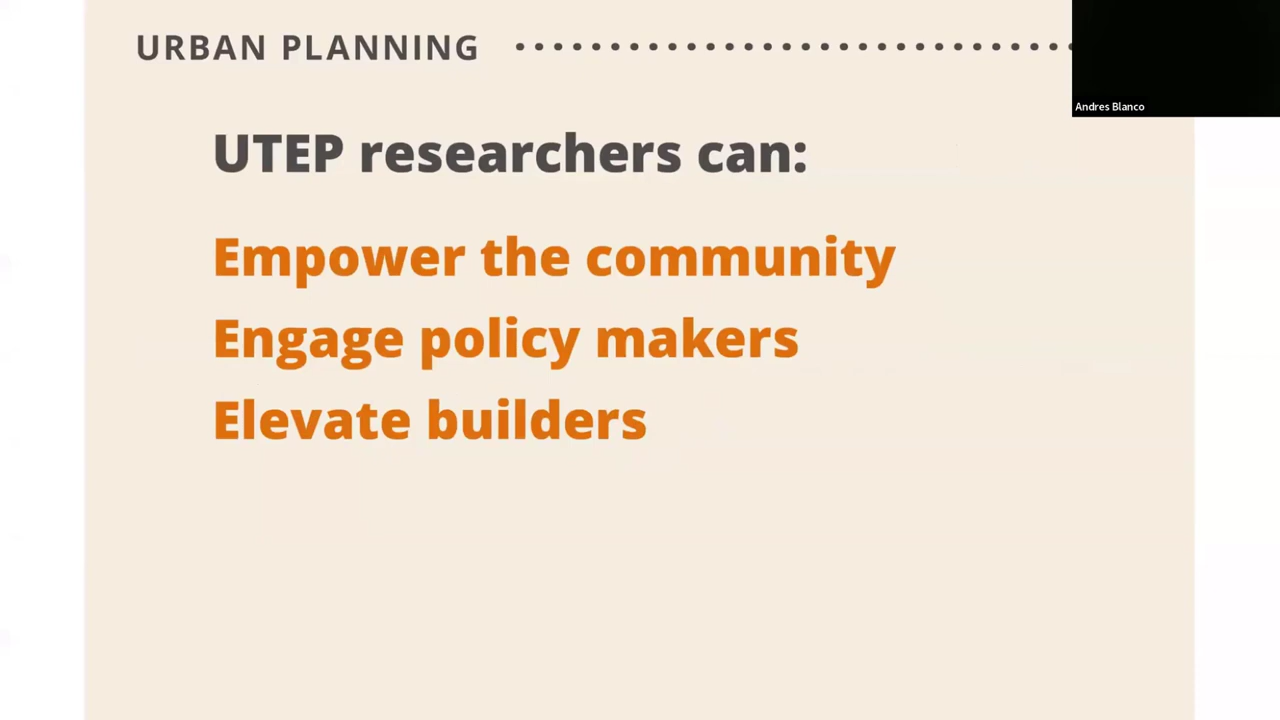 URBAN PLANNING
Andres Blanco
UTEP researchers can:
Empower the community
Engage policy makers
Elevate builders